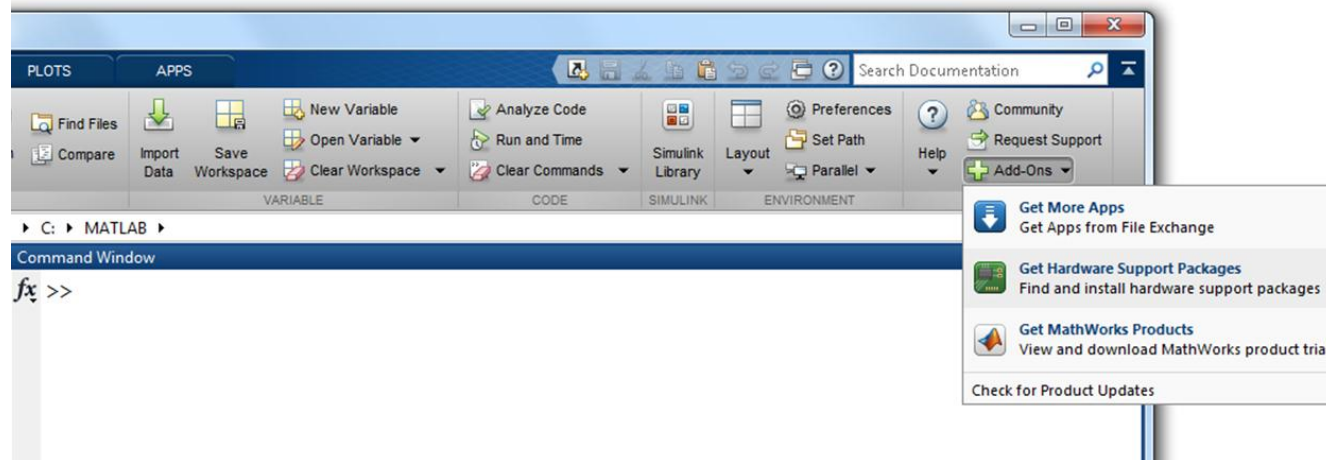 PLOTS APPS Search Documentation
Find Files New Variable Analyze Code Preferences Community
Open Variable Run and Time Set Path Request Support
Compare Import Data Save Workspace Clear Workspace Clear Commands Simulink Library Layout Parallel Help Add-Ons
VARIABLE CODE SIMULINK ENVIRONMENT
C: MATLAB
Command Window
fx >>
Get More Apps
Get Apps from File Exchange
Get Hardware Support Packages
Find and install hardware support packages
Get MathWorks Products
View and download MathWorks product tria
Check for Product Updates